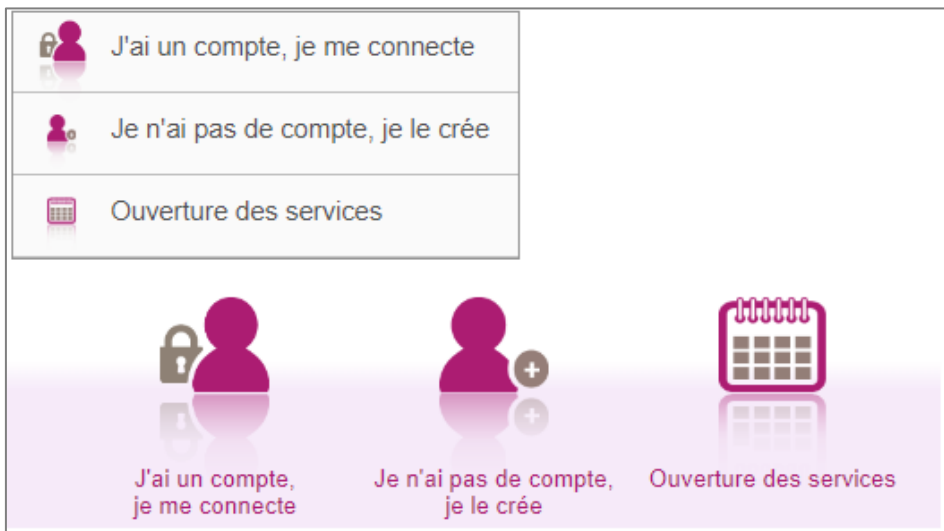 J'ai un compte, je me connecte
Je n'ai pas de compte, je le crée
Ouverture des services
J'ai un compte,
je me connecte
Je n'ai pas de compte,
je le crée
Ouverture des services